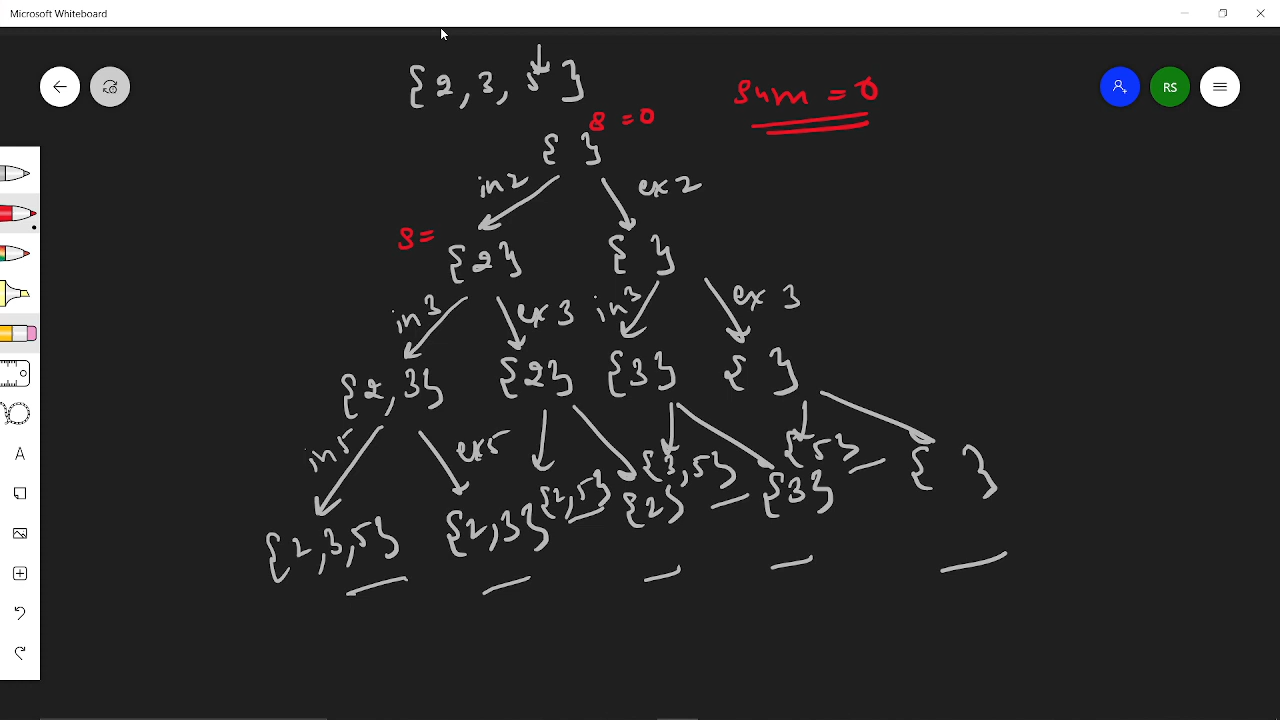 Microsoft Whiteboard
{2, 3, 5}
sum = 0
RS
s = 0
{ }
in 2
ex 2
s =
{2}
{ }
in 3
ex 3
in 3
ex 3
{2, 3}
{2}
{3}
{ }
in 5
ex 5
{2, 3, 5}
{2, 3}
{2, 5}
{2}
{3, 5}
{3}
{5}
{ }
A